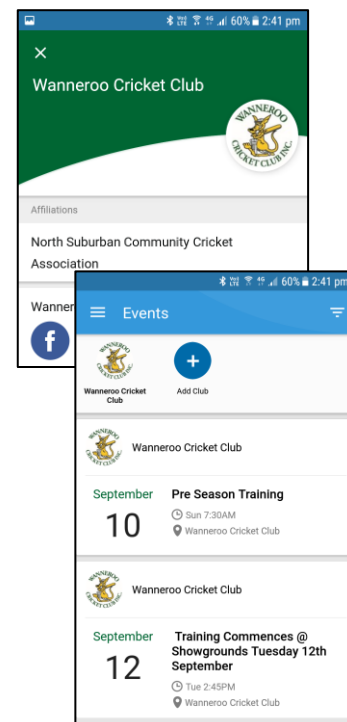 60% 2:41 pm
Wanneroo Cricket Club
WANNEROO
CRICKET CLUB INC.
Affiliations
North Suburban Community Cricket
Association
Wanner
f
60% 2:41 pm
Events
Wanneroo Cricket
Club
Add Club
Wanneroo Cricket Club
September
10
Pre Season Training
Sun 7:30AM
Wanneroo Cricket Club
Wanneroo Cricket Club
September
12
Training Commences @
Showgrounds Tuesday 12th
September
Tue 2:45PM
Wanneroo Cricket Club